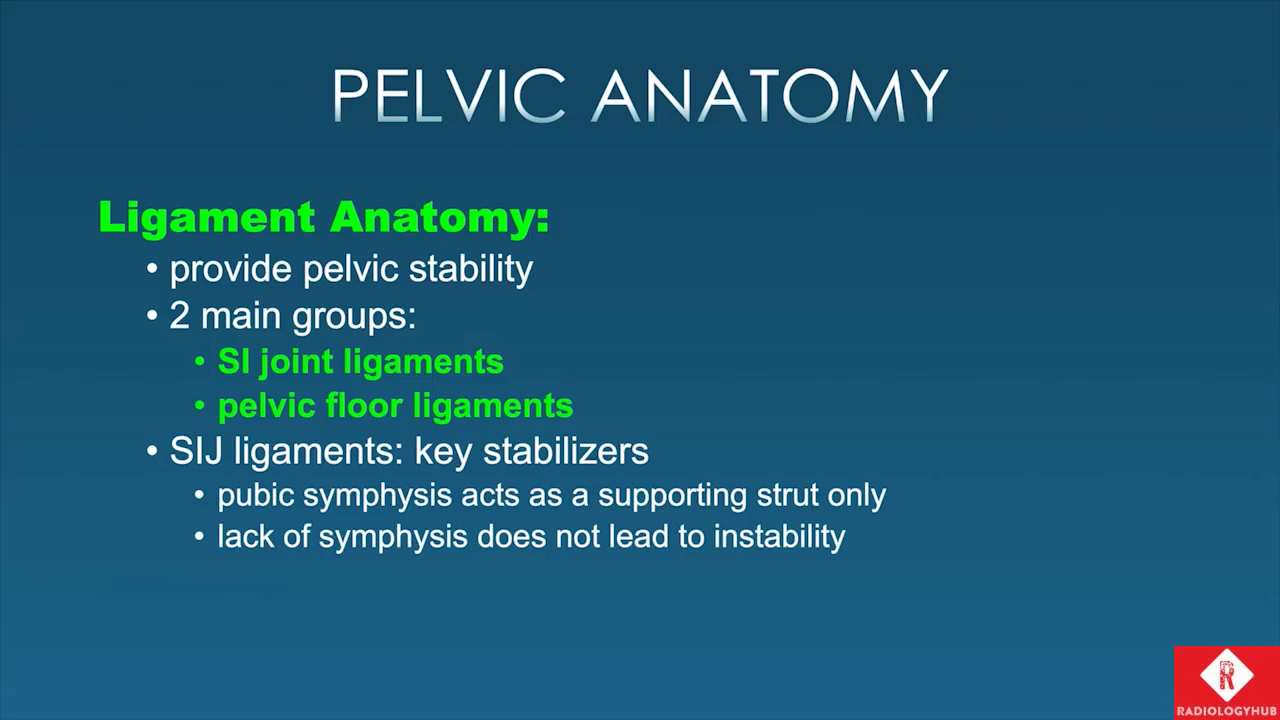 PELVIC ANATOMY
Ligament Anatomy:
• provide pelvic stability
• 2 main groups:
• SI joint ligaments
• pelvic floor ligaments
• SIJ ligaments: key stabilizers
• pubic symphysis acts as a supporting strut only
• lack of symphysis does not lead to instability
R
RADIOLOGYHUB